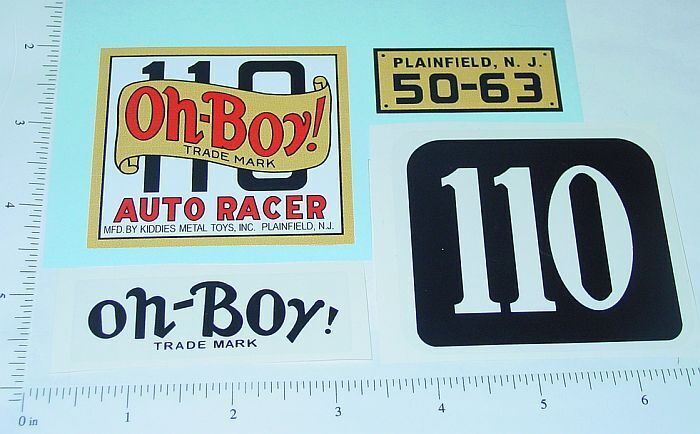 110
Oh-Boy!
TRADE MARK
AUTO RACER
MFD. BY KIDDIES METAL TOYS, INC. PLAINFIELD, N.J.
PLAINFIELD, N. J.
50-63
110
oh-Boy!
TRADE MARK
2
3
4
5
0 in
1
2
3
4
5
6